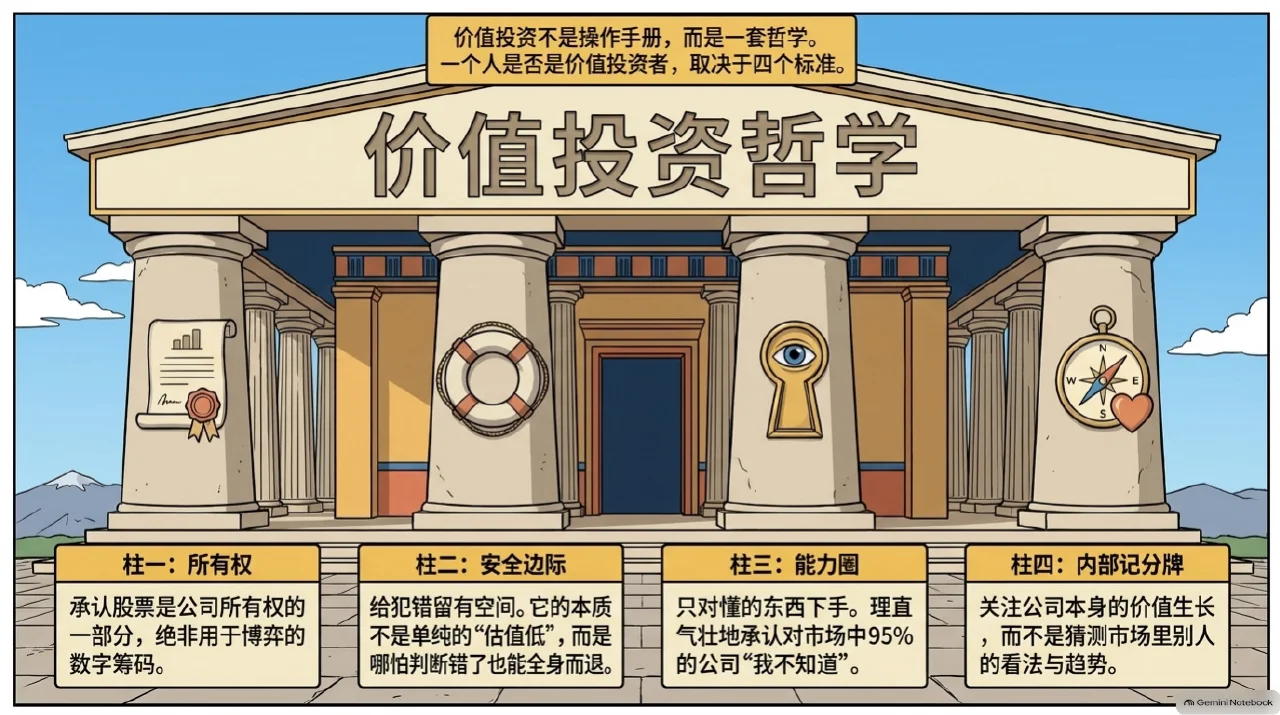 价值投资不是操作手册，而是一套哲学。
一个人是否是价值投资者，取决于四个标准。
价值投资哲学
N
W E
S
柱一：所有权
承认股票是公司所有权的
一部分，绝非用于博弈的
数字筹码。
柱二：安全边际
给犯错留有空间。它的本质
不是单纯的“估值低”，而是
哪怕判断错了也能全身而退。
柱三：能力圈
只对懂的东西下手。理直
气壮地承认对市场中95%
的公司“我不知道”。
柱四：内部记分牌
关注公司本身的价值生长
，而不是猜测市场里别人
的看法与趋势。
Gemini Notebook